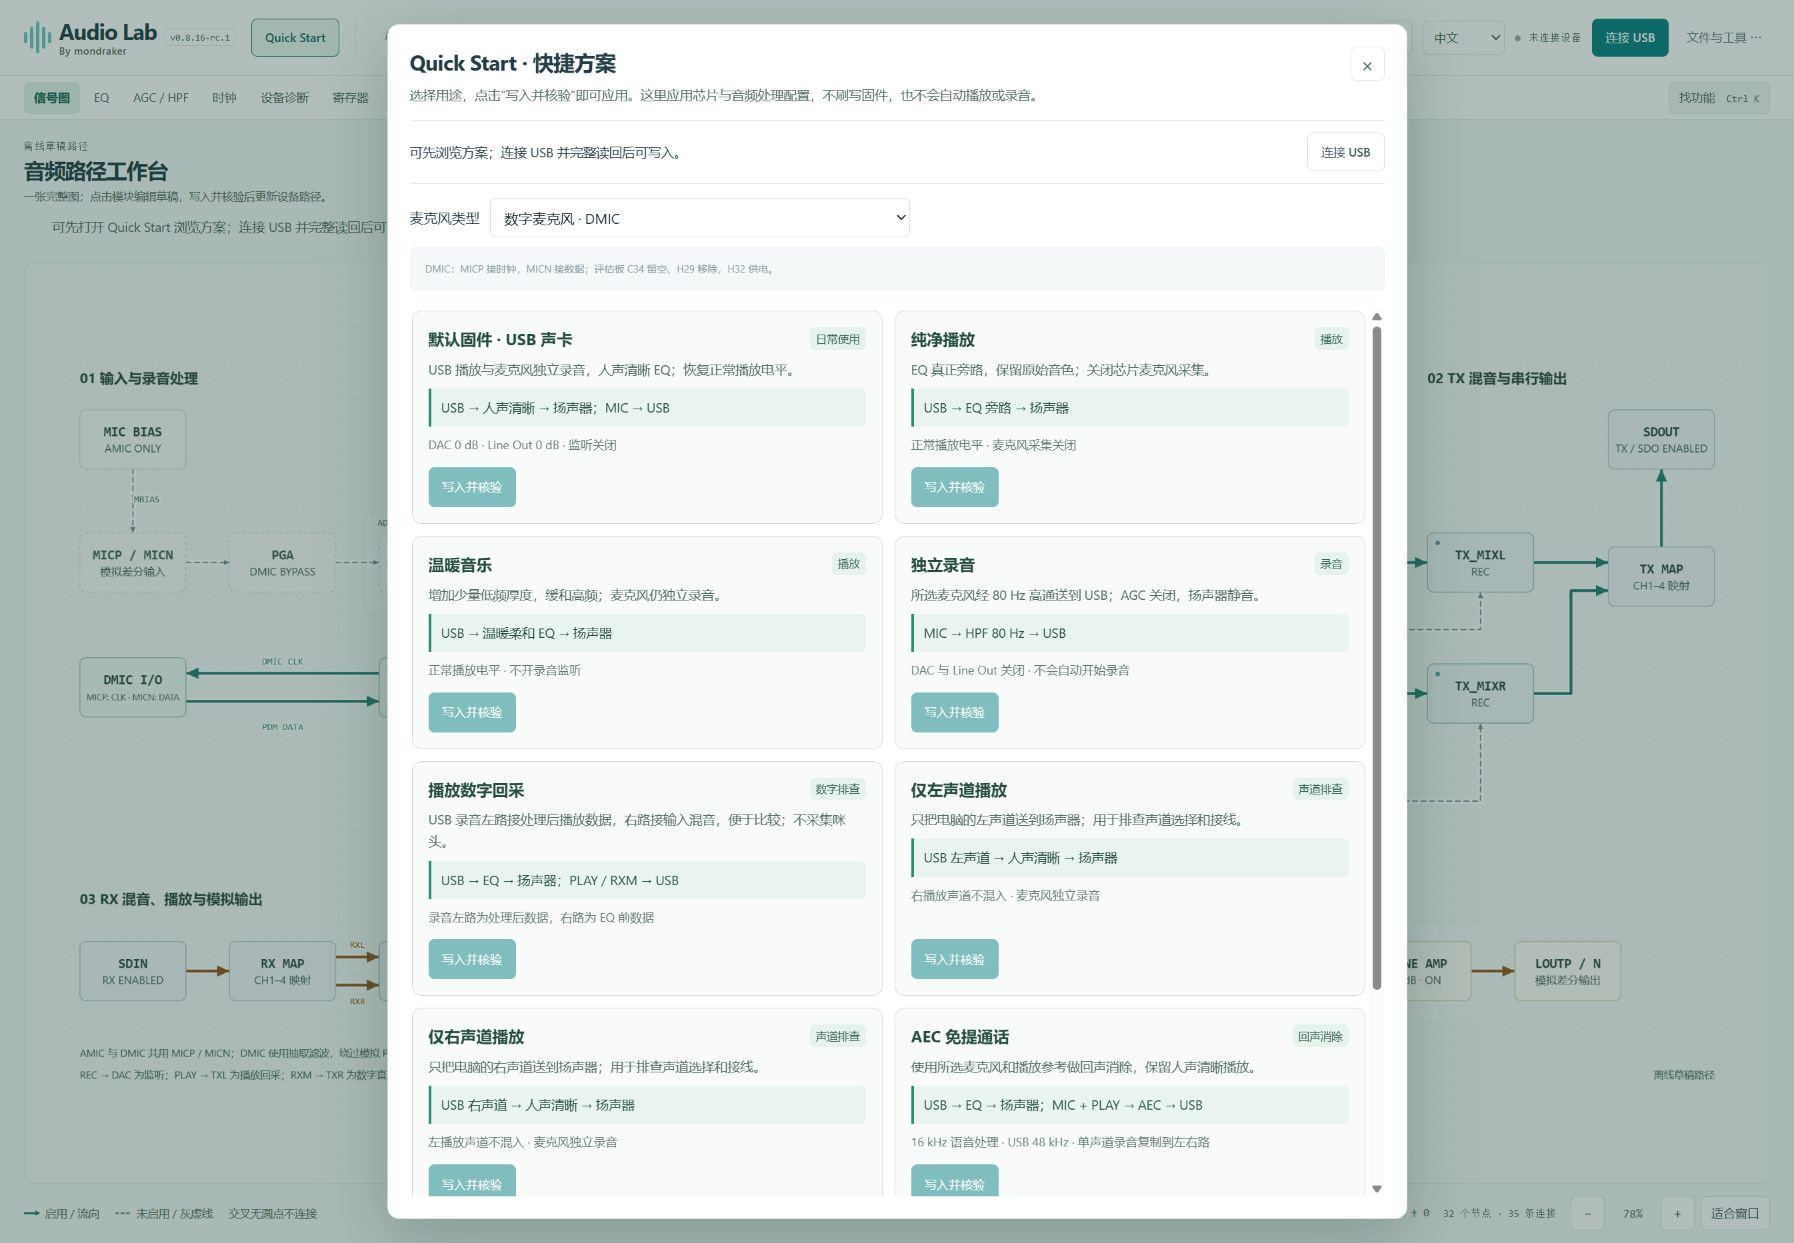 Audio Lab
By mondraker
v0.8.16-rc.1
Quick Start
中文
未连接设备
连接 USB
文件与工具 ···
信号图
EQ
AGC / HPF
时钟
设备诊断
寄存器
找功能 Ctrl K
离线草稿路径
音频路径工作台
一张完整图；点击模块编辑草稿，写入并核验后更新设备路径。
可先打开 Quick Start 浏览方案；连接 USB 并完整读回后可
Quick Start · 快捷方案
×
选择用途，点击“写入并核验”即可应用。这里应用芯片与音频处理配置，不刷写固件，也不会自动播放或录音。
可先浏览方案；连接 USB 并完整读回后可写入。
连接 USB
麦克风类型
数字麦克风 · DMIC
DMIC：MICP 接时钟，MICN 接数据；评估板 C34 留空、H29 移除，H32 供电。
默认固件 · USB 声卡
日常使用
USB 播放与麦克风独立录音，人声清晰 EQ；恢复正常播放电平。
USB → 人声清晰 → 扬声器；MIC → USB
DAC 0 dB · Line Out 0 dB · 监听关闭
写入并核验
纯净播放
播放
EQ 真正旁路，保留原始音色；关闭芯片麦克风采集。
USB → EQ 旁路 → 扬声器
正常播放电平 · 麦克风采集关闭
写入并核验
温暖音乐
播放
增加少量低频厚度，缓和高频；麦克风仍独立录音。
USB → 温暖柔和 EQ → 扬声器
正常播放电平 · 不开录音监听
写入并核验
独立录音
录音
所选麦克风经 80 Hz 高通送到 USB；AGC 关闭，扬声器静音。
MIC → HPF 80 Hz → USB
DAC 与 Line Out 关闭 · 不会自动开始录音
写入并核验
播放数字回采
数字排查
USB 录音左路接处理后播放数据，右路接输入混音，便于比较；不采集咪
头。
USB → EQ → 扬声器；PLAY / RXM → USB
录音左路为处理后数据，右路为 EQ 前数据
写入并核验
仅左声道播放
声道排查
只把电脑的左声道送到扬声器；用于排查声道选择和接线。
USB 左声道 → 人声清晰 → 扬声器
右播放声道不混入 · 麦克风独立录音
写入并核验
仅右声道播放
声道排查
只把电脑的右声道送到扬声器；用于排查声道选择和接线。
USB 右声道 → 人声清晰 → 扬声器
左播放声道不混入 · 麦克风独立录音
写入并核验
AEC 免提通话
回声消除
使用所选麦克风和播放参考做回声消除，保留人声清晰播放。
USB → EQ → 扬声器；MIC + PLAY → AEC → USB
16 kHz 语音处理 · USB 48 kHz · 单声道录音复制到左右路
写入并核验
01 输入与录音处理
MIC BIAS
AMIC ONLY
MBIAS
AD
MICP / MICN
模拟差分输入
PGA
DMIC BYPASS
DMIC I/O
MICP: CLK · MICN: DATA
DMIC CLK
PDM DATA
02 TX 混音与串行输出
SDOUT
TX / SDO ENABLED
TX_MIXL
REC
TX MAP
CH1–4 映射
TX_MIXR
REC
03 RX 混音、播放与模拟输出
SDIN
RX ENABLED
RX MAP
CH1–4 映射
RXL
RXR
NE AMP
dB · ON
LOUTP / N
模拟差分输出
AMIC 与 DMIC 共用 MICP / MICN；DMIC 使用抽取滤波，绕过模拟 P
REC → DAC 为监听；PLAY → TXL 为播放回采；RXM → TXR 为数字直
离线草稿路径
启用 / 流向
未启用 / 灰虚线
交叉无圆点不连接
± 0
32 个节点 · 35 条连接
−
78%
+
适合窗口